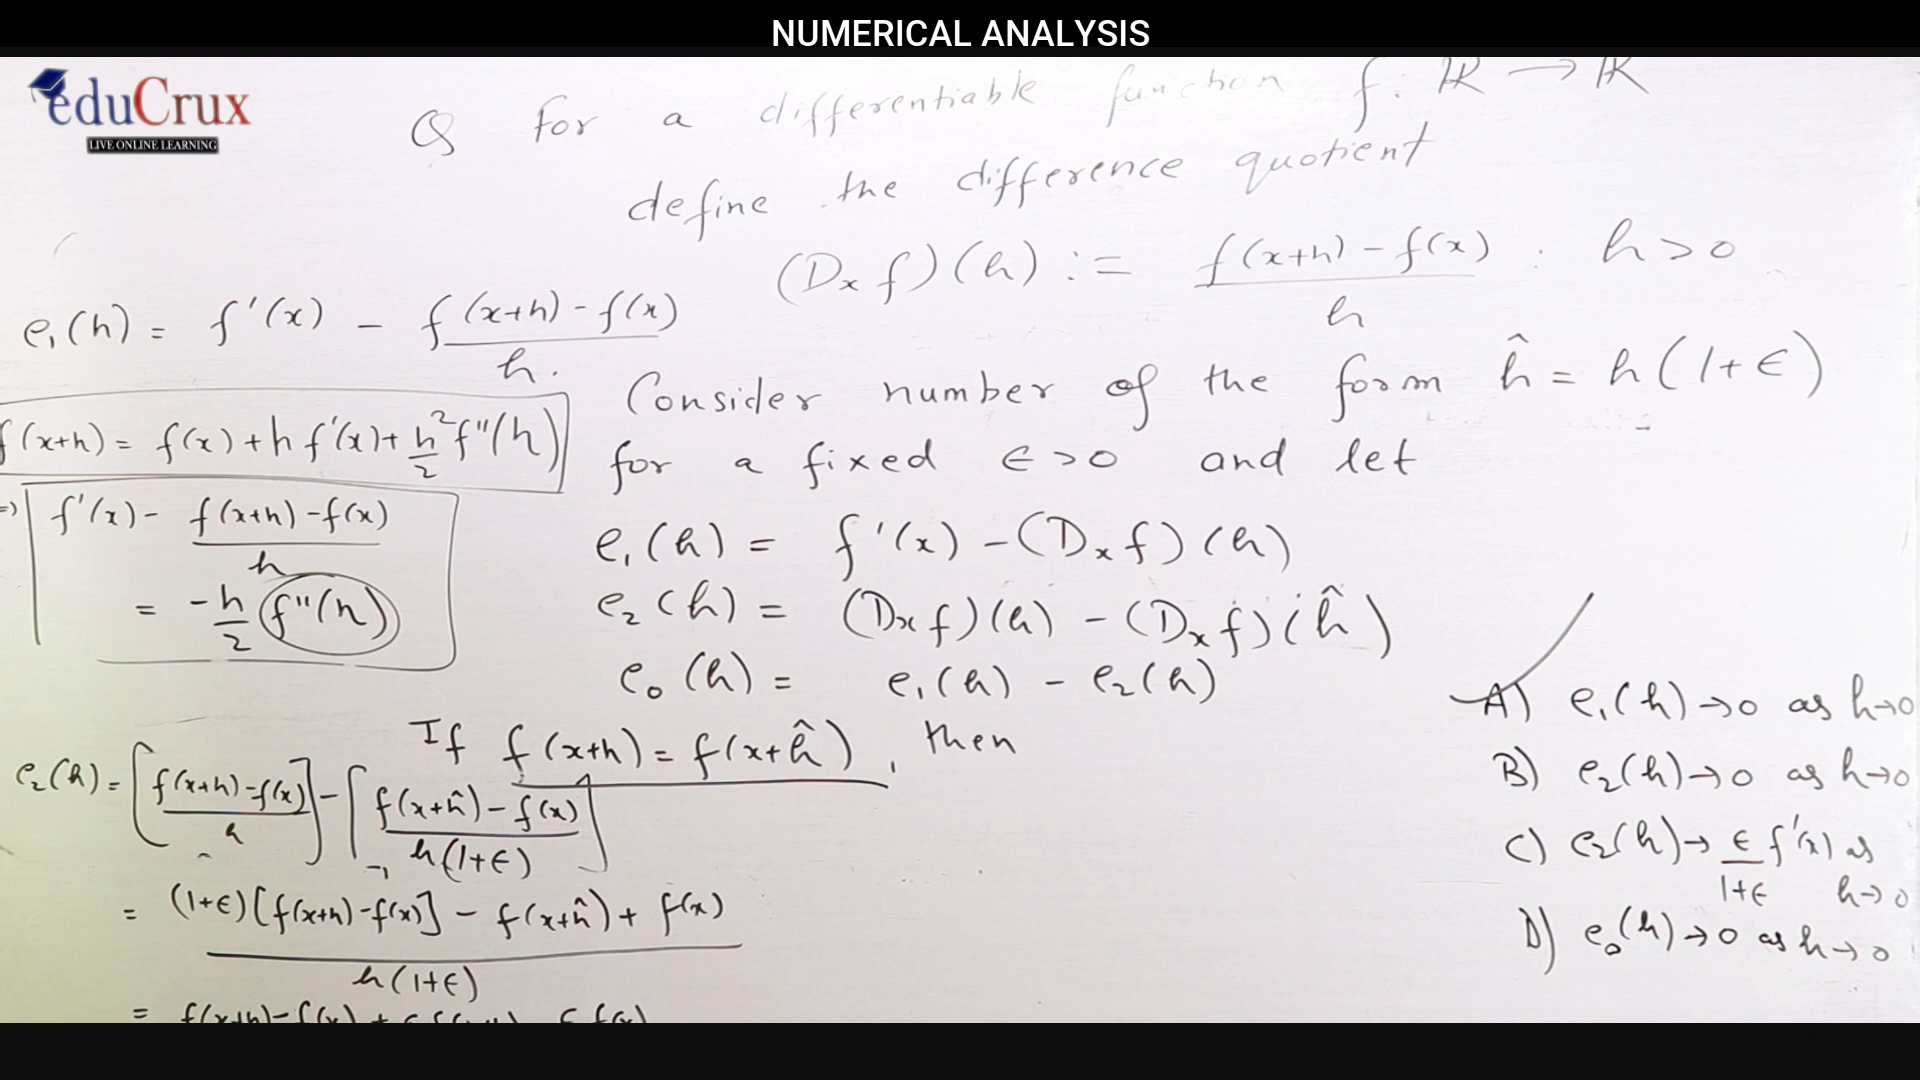 NUMERICAL ANALYSIS
eduCrux
LIVE ONLINE LEARNING
Q for a differentiable function f: ℝ → ℝ
define the difference quotient
(Dₓf)(h) := f(x+h) - f(x) / h : h>0
Consider number of the form ĥ = h(1+ϵ)
for a fixed ϵ>0 and let
e₁(h) = f'(x) - (Dₓf)(h)
e₂(h) = (Dₓf)(h) - (Dₓf)(ĥ)
e₀(h) = e₁(h) - e₂(h)
If f(x+h) = f(x+ĥ), then
A) e₁(h)→0 as h→0
B) e₂(h)→0 as h→0
C) e₂(h)→ ϵ/1+ϵ f'(x) as h→0
D) e₀(h)→0 as h→0
e₁(h) = f'(x) - f(x+h) - f(x) / h.
f(x+h) = f(x) + h f'(x) + h²/2 f''(h)
⇒ f'(x) - f(x+h) - f(x) / h
= -h/2 f''(h)
e₂(h) = [f(x+h) - f(x) / h] - [f(x+ĥ) - f(x) / h(1+ϵ)]
= (1+ϵ)[f(x+h) - f(x)] - f(x+ĥ) + f(x) / h(1+ϵ)